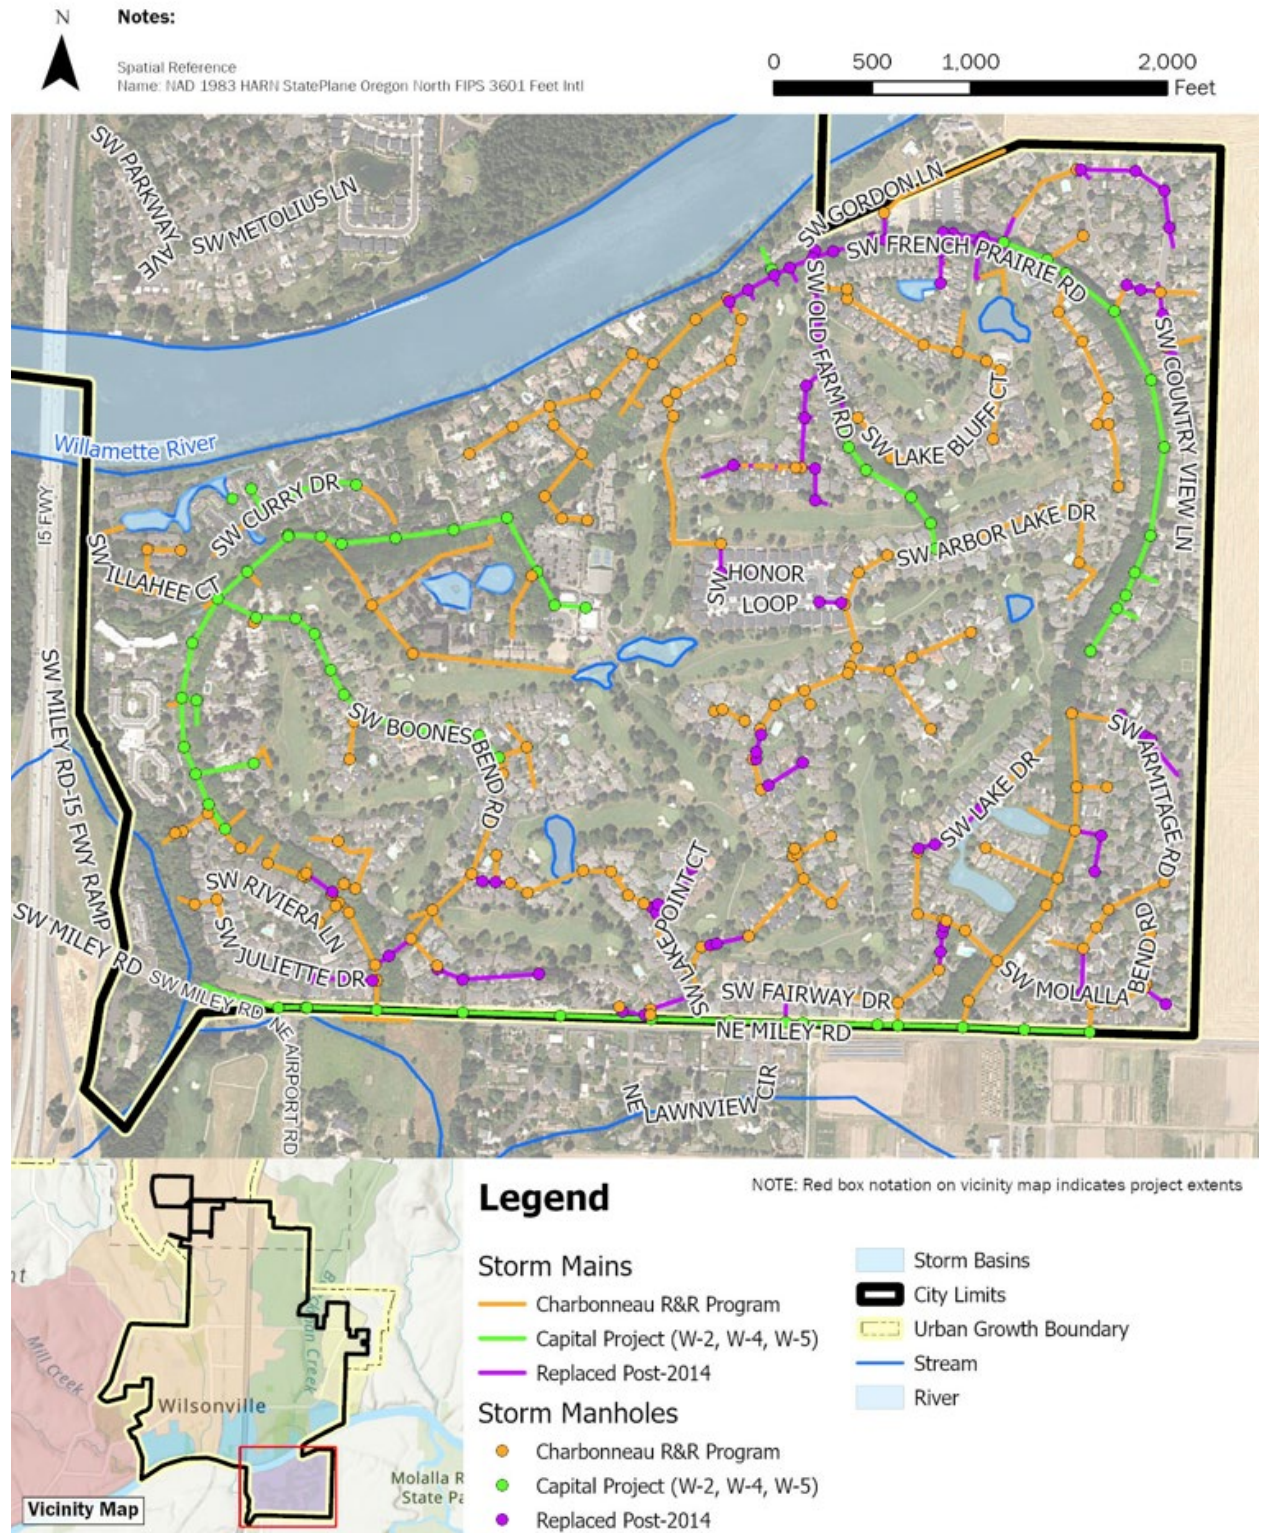 N
Notes:
Spatial Reference
Name: NAD 1983 HARN StatePlane Oregon North FIPS 3601 Feet Intl
0 500 1,000 2,000
Feet
SW PARKWAY AVE
SW METOLIUS LN
SW GORDON LN
SW FRENCH PRAIRIE RD
SW OLD FARM RD
SW COUNTRY VIEW LN
SW LAKE BLUFF CT
Willamette River
I5 FWY
SW CURRY DR
SW ILLAHEE CT
SW ARBOR LAKE DR
SW HONOR LOOP
SW MILEY RD-I5 FWY RAMP
SW BOONES BEND RD
SW ARMITAGE RD
SW LAKE DR
SW LAKE POINT CT
SW RIVIERA LN
SW JULIETTE DR
SW MILEY RD
SW MILEY RD
SW FAIRWAY DR
SW MOLALLA BEND RD
NE MILEY RD
NE AIRPORT RD
NE LAWNVIEW CIR
Mill Creek
Wilsonville
Molalla R
State Pa
Vicinity Map
Legend
NOTE: Red box notation on vicinity map indicates project extents
Storm Mains
Charbonneau R&R Program
Capital Project (W-2, W-4, W-5)
Replaced Post-2014
Storm Manholes
Charbonneau R&R Program
Capital Project (W-2, W-4, W-5)
Replaced Post-2014
Storm Basins
City Limits
Urban Growth Boundary
Stream
River